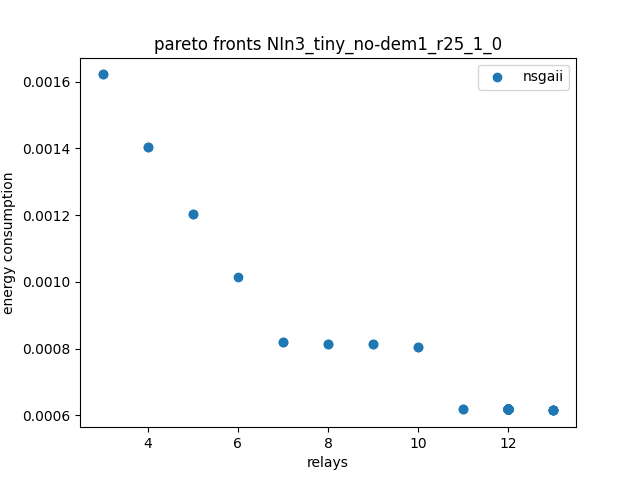 pareto fronts NIn3_tiny_no-dem1_r25_1_0
nsgaii
0.0016
0.0014
0.0012
0.0010
0.0008
0.0006
energy consumption
4 6 8 10 12
relays